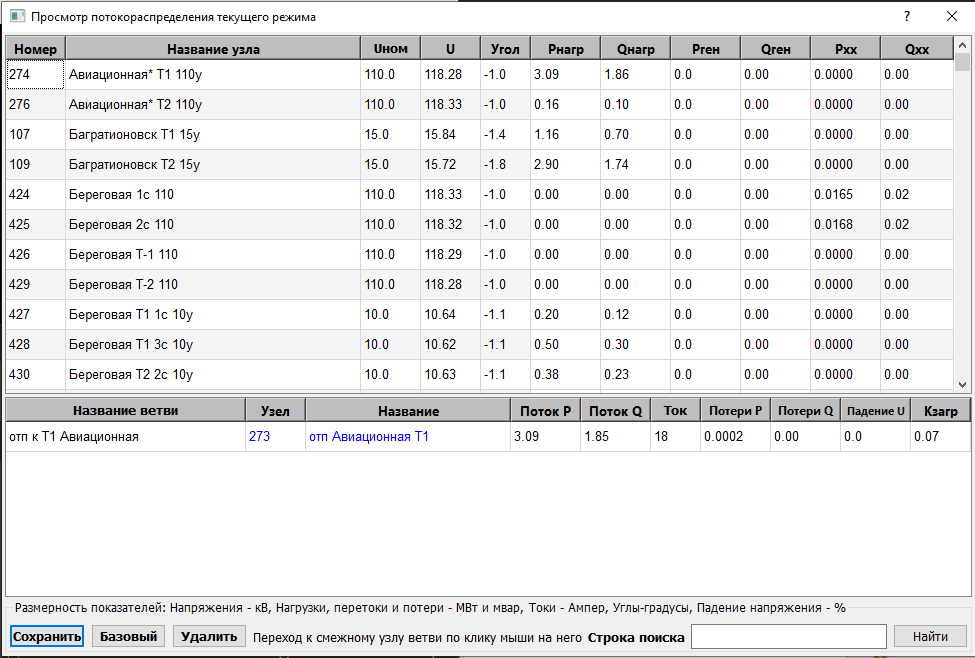 Просмотр потокораспределения текущего режима ?
Номер Название узла Uном U Угол Pнагр Qнагр Pген Qген Pхх Qхх
274 Авиационная* Т1 110у 110.0 118.28 -1.0 3.09 1.86 0.0 0.00 0.0000 0.00
276 Авиационная* Т2 110у 110.0 118.33 -1.0 0.16 0.10 0.0 0.00 0.0000 0.00
107 Багратионовск Т1 15у 15.0 15.84 -1.4 1.16 0.70 0.0 0.00 0.0000 0.00
109 Багратионовск Т2 15у 15.0 15.72 -1.8 2.90 1.74 0.0 0.00 0.0000 0.00
424 Береговая 1с 110 110.0 118.33 -1.0 0.00 0.00 0.0 0.00 0.0165 0.02
425 Береговая 2с 110 110.0 118.32 -1.0 0.00 0.00 0.0 0.00 0.0168 0.02
426 Береговая Т-1 110 110.0 118.29 -1.0 0.00 0.00 0.0 0.00 0.0000 0.00
429 Береговая Т-2 110 110.0 118.28 -1.0 0.00 0.00 0.0 0.00 0.0000 0.00
427 Береговая Т1 1с 10у 10.0 10.64 -1.1 0.20 0.12 0.0 0.00 0.0000 0.00
428 Береговая Т1 3с 10у 10.0 10.62 -1.1 0.50 0.30 0.0 0.00 0.0000 0.00
430 Береговая Т2 2с 10у 10.0 10.63 -1.1 0.38 0.23 0.0 0.00 0.0000 0.00
Название ветви Узел Название Поток P Поток Q Ток Потери P Потери Q Падение U Kзагр
отп к Т1 Авиационная 273 отп Авиационная Т1 3.09 1.85 18 0.0002 0.00 0.0 0.07
Размерность показателей: Напряжения - кВ, Нагрузки, перетоки и потери - МВт и мвар, Токи - Ампер, Углы-градусы, Падение напряжения - %
Сохранить Базовый Удалить Переход к смежному узлу ветви по клику мыши на него Строка поиска Найти